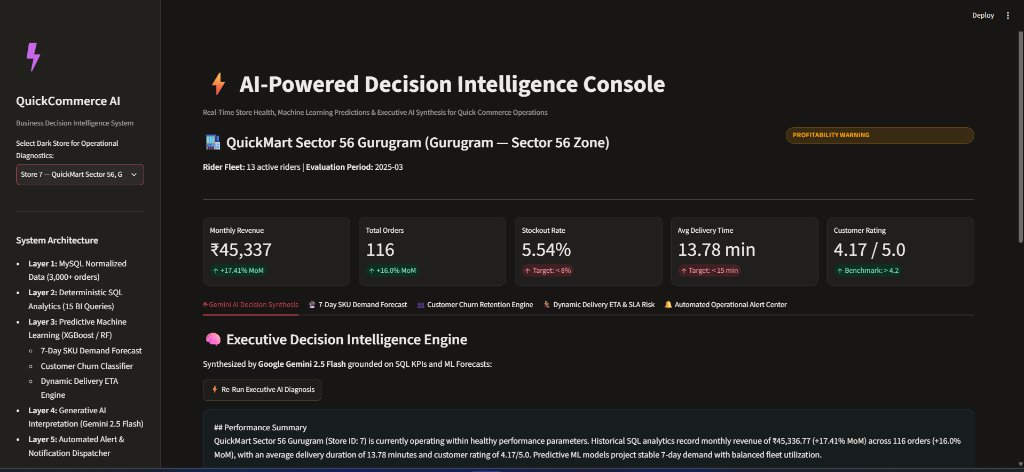 Deploy
QuickCommerce AI
Business Decision Intelligence System
Select Dark Store for Operational
Diagnostics:
Store 7 — QuickMart Sector 56, G
System Architecture
Layer 1: MySQL Normalized
Data (3,000+ orders)
Layer 2: Deterministic SQL
Analytics (15 BI Queries)
Layer 3: Predictive Machine
Learning (XGBoost / RF)
7-Day SKU Demand Forecast
Customer Churn Classifier
Dynamic Delivery ETA
Engine
Layer 4: Generative AI
Interpretation (Gemini 2.5 Flash)
Layer 5: Automated Alert &
Notification Dispatcher
AI-Powered Decision Intelligence Console
Real-Time Store Health, Machine Learning Predictions & Executive AI Synthesis for Quick Commerce Operations
QuickMart Sector 56 Gurugram (Gurugram — Sector 56 Zone)
PROFITABILITY WARNING
Rider Fleet: 13 active riders | Evaluation Period: 2025-03
Monthly Revenue
₹45,337
↑ +17.41% MoM
Total Orders
116
↑ +16.0% MoM
Stockout Rate
5.54%
↑ Target: < 8%
Avg Delivery Time
13.78 min
↑ Target: < 15 min
Customer Rating
4.17 / 5.0
↑ Benchmark: > 4.2
Gemini AI Decision Synthesis
7-Day SKU Demand Forecast
Customer Churn Retention Engine
Dynamic Delivery ETA & SLA Risk
Automated Operational Alert Center
Executive Decision Intelligence Engine
Synthesized by Google Gemini 2.5 Flash grounded on SQL KPIs and ML Forecasts:
Re-Run Executive AI Diagnosis
## Performance Summary
QuickMart Sector 56 Gurugram (Store ID: 7) is currently operating within healthy performance parameters. Historical SQL analytics record monthly revenue of ₹45,336.77 (+17.41% MoM) across 116 orders (+16.0%
MoM), with an average delivery duration of 13.78 minutes and customer rating of 4.17/5.0. Predictive ML models project stable 7-day demand with balanced fleet utilization.